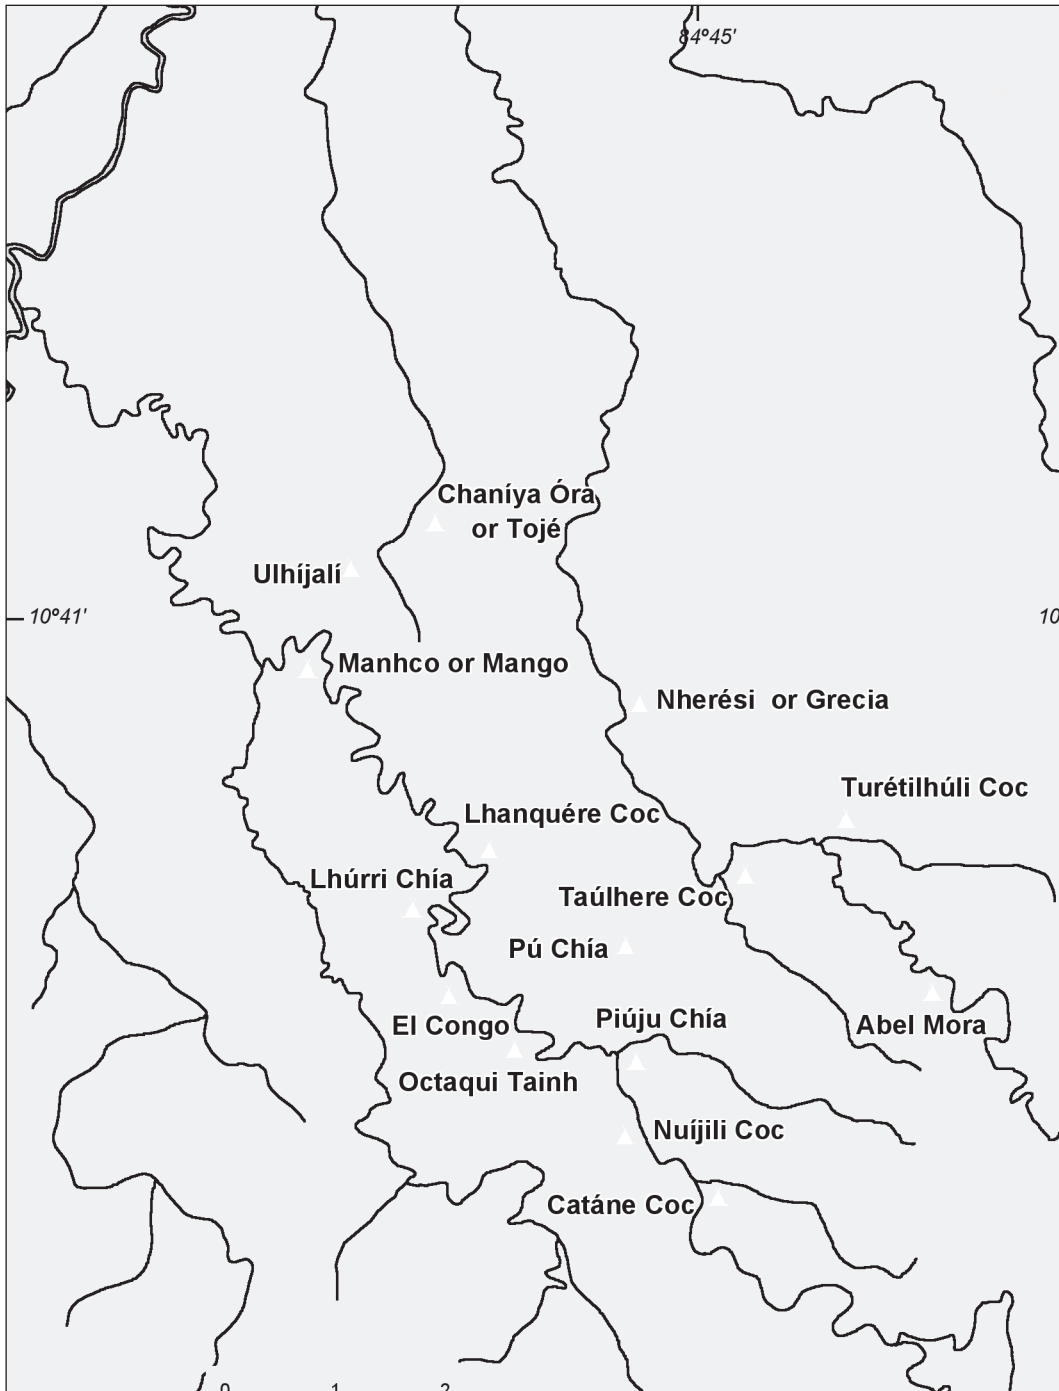 84º45'
Chaníya Órá
or Tojé
Ulhíjalí
10º41'
10
Manhco or Mango
Nherési or Grecia
Turétilhúli Coc
Lhanquére Coc
Lhúrri Chía
Taúlhere Coc
Pú Chía
El Congo
Piúju Chía
Abel Mora
Octaqui Tainh
Nuíjili Coc
Catáne Coc
0 1 2